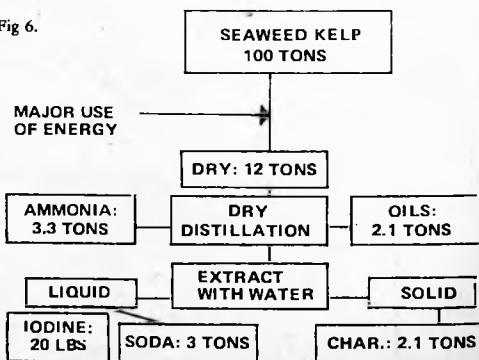 Fig 6.
SEAWEED KELP
100 TONS
MAJOR USE
OF ENERGY
DRY: 12 TONS
AMMONIA:
3.3 TONS
DRY
DISTILLATION
OILS:
2.1 TONS
LIQUID
EXTRACT
WITH WATER
SOLID
IODINE:
20 LBS
SODA: 3 TONS
CHAR.: 2.1 TONS